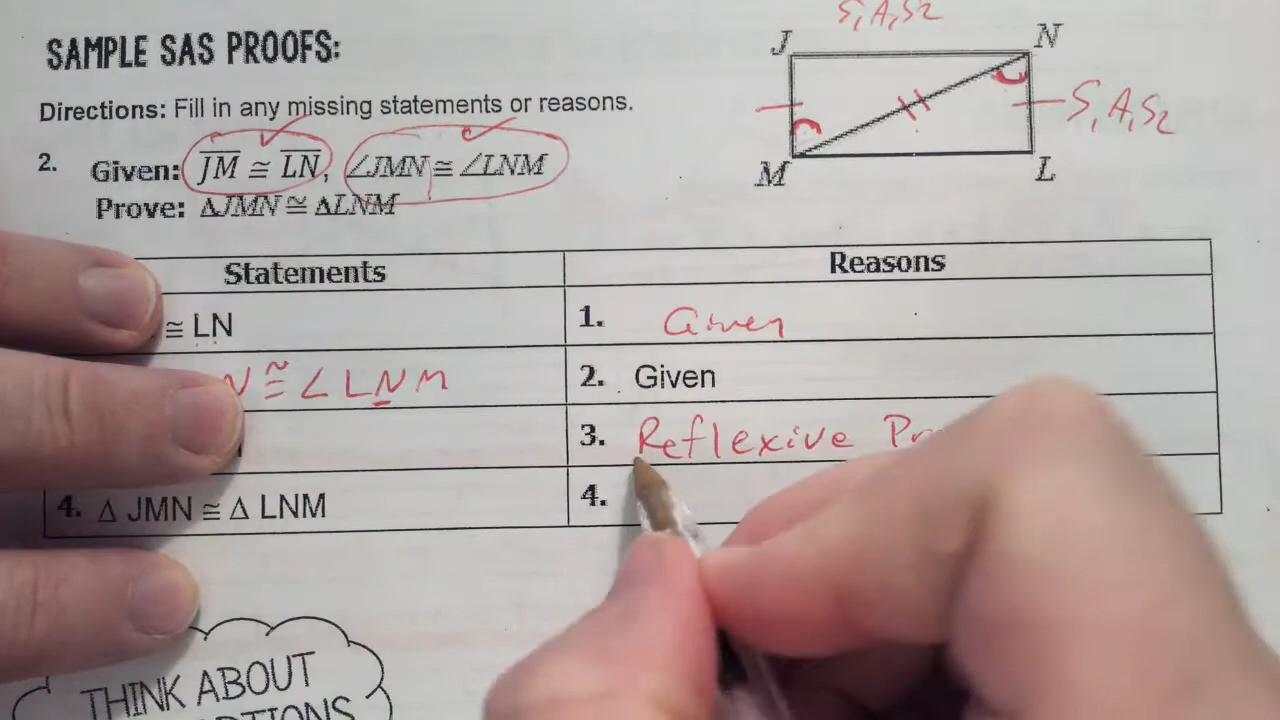 S, A, S2
SAMPLE SAS PROOFS:
J
N
Directions: Fill in any missing statements or reasons.
S, A, S2
2. Given: JM ≅ LN, ∠JMN ≅ ∠LNM
M
L
Prove: ΔJMN ≅ ΔLNM
Statements
Reasons
≅ LN
1. Given
N ≅ ∠LNM
2. Given
3. Reflexive
4. Δ JMN ≅ Δ LNM
4.
THINK ABOUT